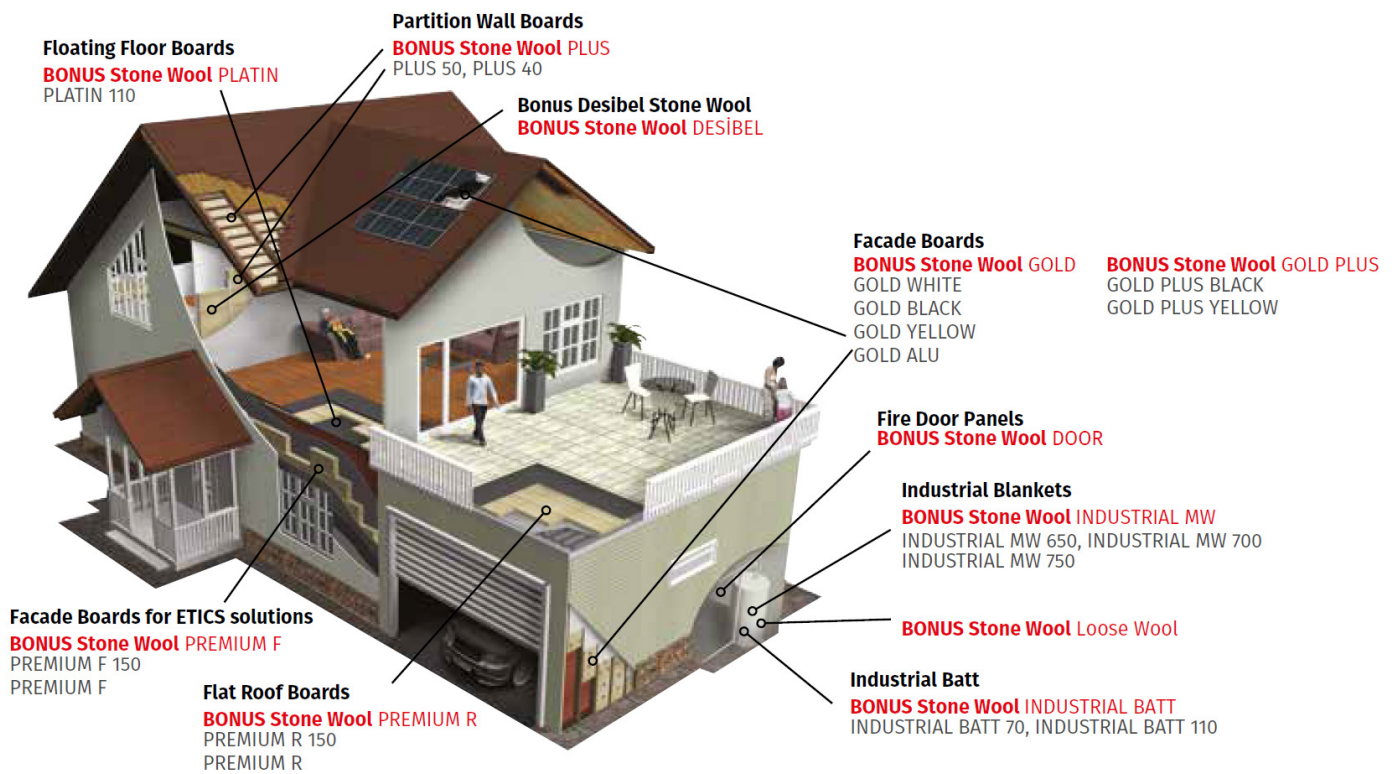 Partition Wall Boards
BONUS Stone Wool PLUS
PLUS 50, PLUS 40
Floating Floor Boards
BONUS Stone Wool PLATIN
PLATIN 110
Bonus Desibel Stone Wool
BONUS Stone Wool DESİBEL
Facade Boards
BONUS Stone Wool GOLD
GOLD WHITE
GOLD BLACK
GOLD YELLOW
GOLD ALU
BONUS Stone Wool GOLD PLUS
GOLD PLUS BLACK
GOLD PLUS YELLOW
Fire Door Panels
BONUS Stone Wool DOOR
Industrial Blankets
BONUS Stone Wool INDUSTRIAL MW
INDUSTRIAL MW 650, INDUSTRIAL MW 700
INDUSTRIAL MW 750
BONUS Stone Wool Loose Wool
Industrial Batt
BONUS Stone Wool INDUSTRIAL BATT
INDUSTRIAL BATT 70, INDUSTRIAL BATT 110
Facade Boards for ETICS solutions
BONUS Stone Wool PREMIUM F
PREMIUM F 150
PREMIUM F
Flat Roof Boards
BONUS Stone Wool PREMIUM R
PREMIUM R 150
PREMIUM R